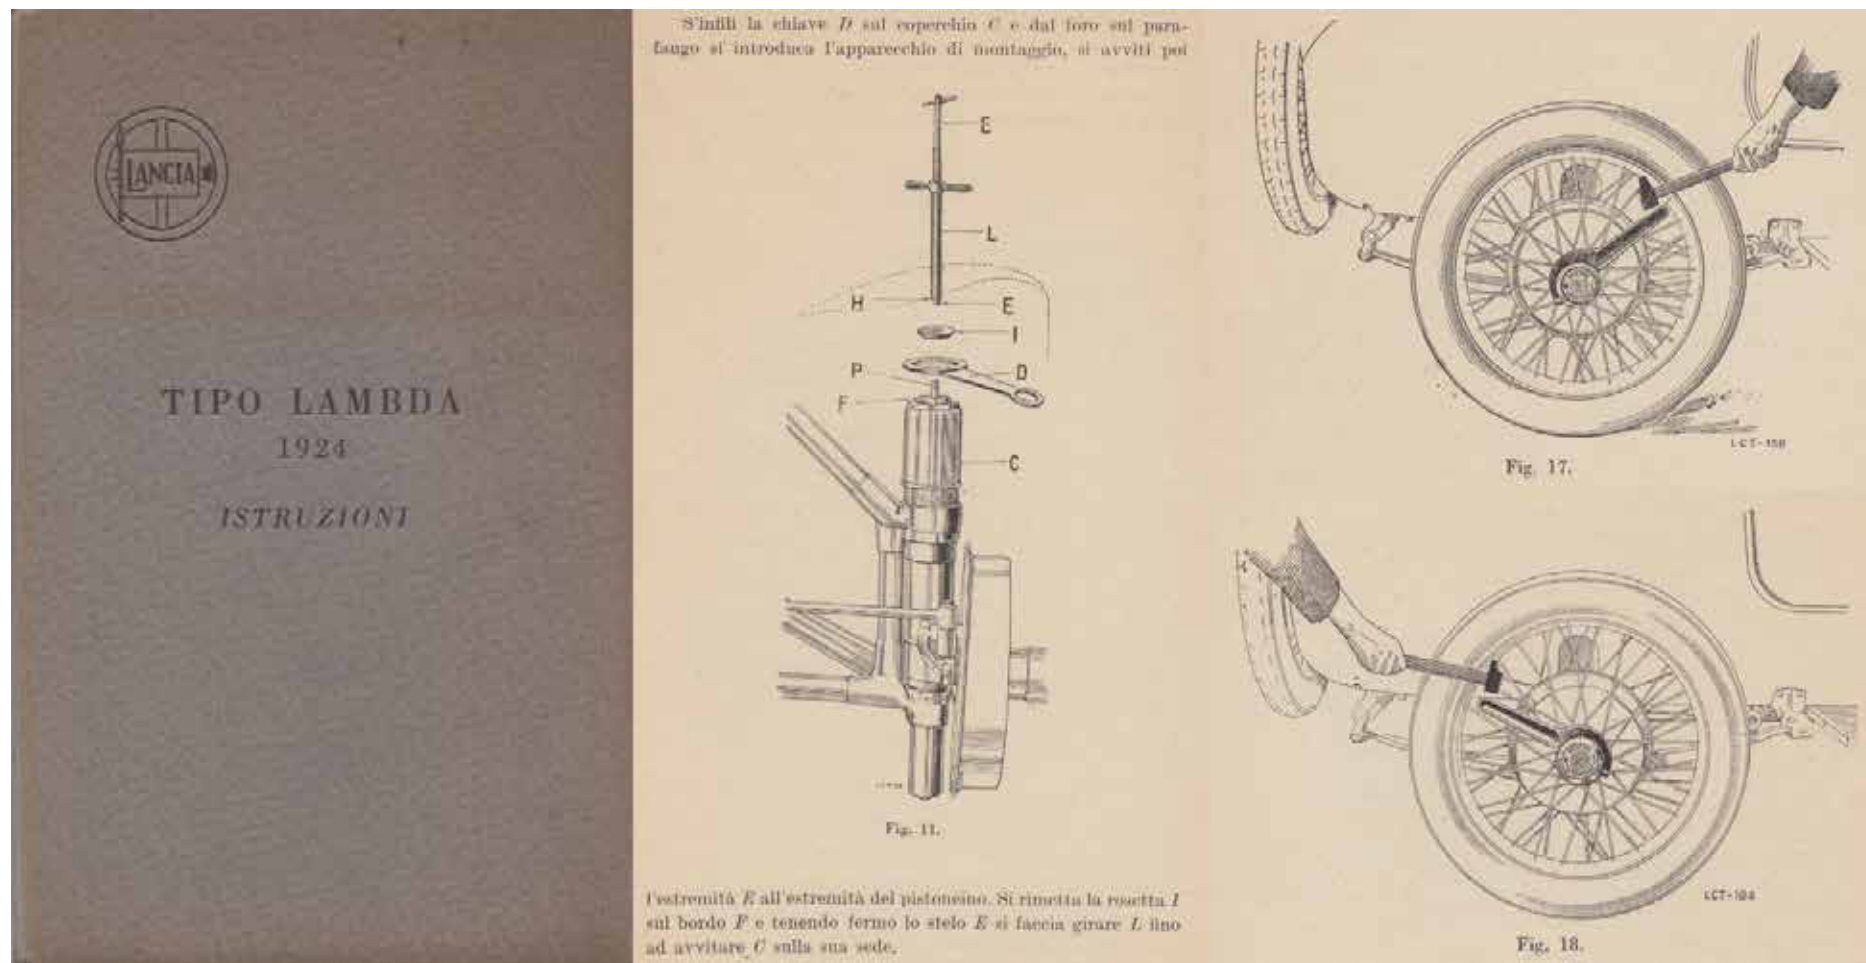 LANCIA
TIPO LAMBDA
1924
ISTRUZIONI
S'infili la chiave D sul coperchio C e dal foro sul para-
fango si introduca l'apparecchio di montaggio, si avviti poi
E
L
H
E
I
P
D
F
C
Fig. 11.
l'estremità E all'estremità del pistoncino. Si rimetta la rosetta I
sul bordo F e tenendo fermo lo stelo E si faccia girare L fino
ad avvitare C sulla sua sede.
LCT-158
Fig. 17.
LCT-184
Fig. 18.